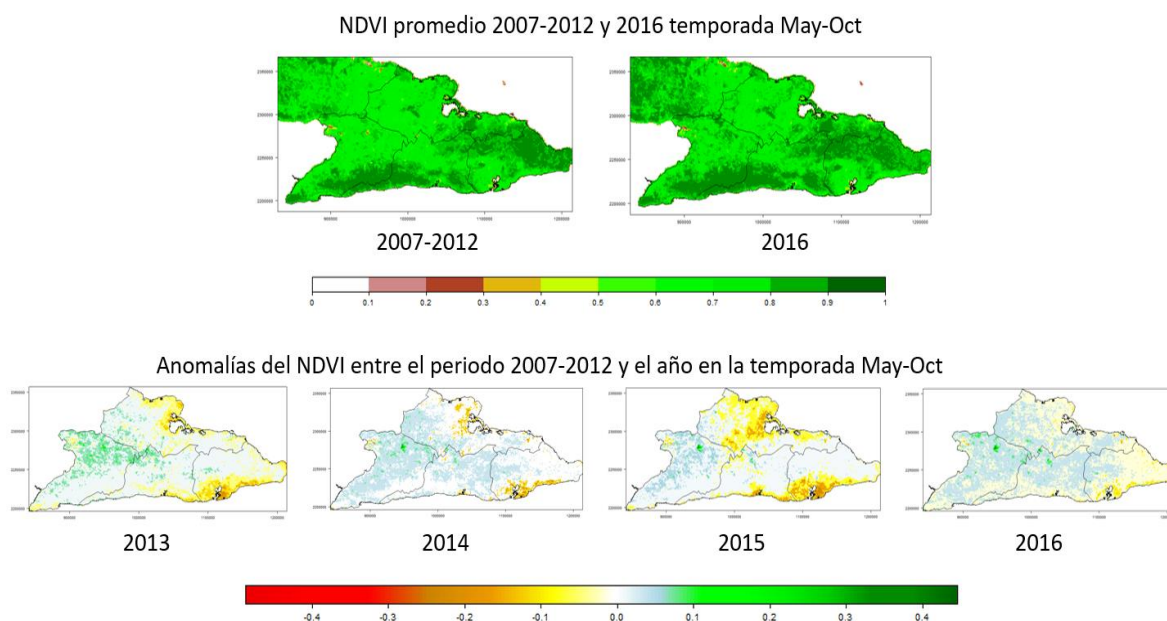 NDVI promedio 2007-2012 y 2016 temporada May-Oct
2007-2012
2016
0 0.1 0.2 0.3 0.4 0.5 0.6 0.7 0.8 0.9 1
Anomalías del NDVI entre el periodo 2007-2012 y el año en la temporada May-Oct
2013
2014
2015
2016
-0.4 -0.3 -0.2 -0.1 0.0 0.1 0.2 0.3 0.4